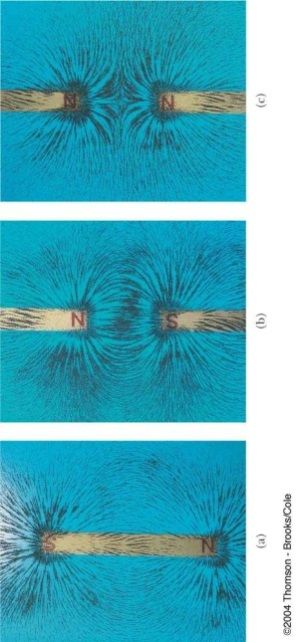 N N
(c)
N S
(b)
S N
(a)
©2004 Thomson - Brooks/Cole